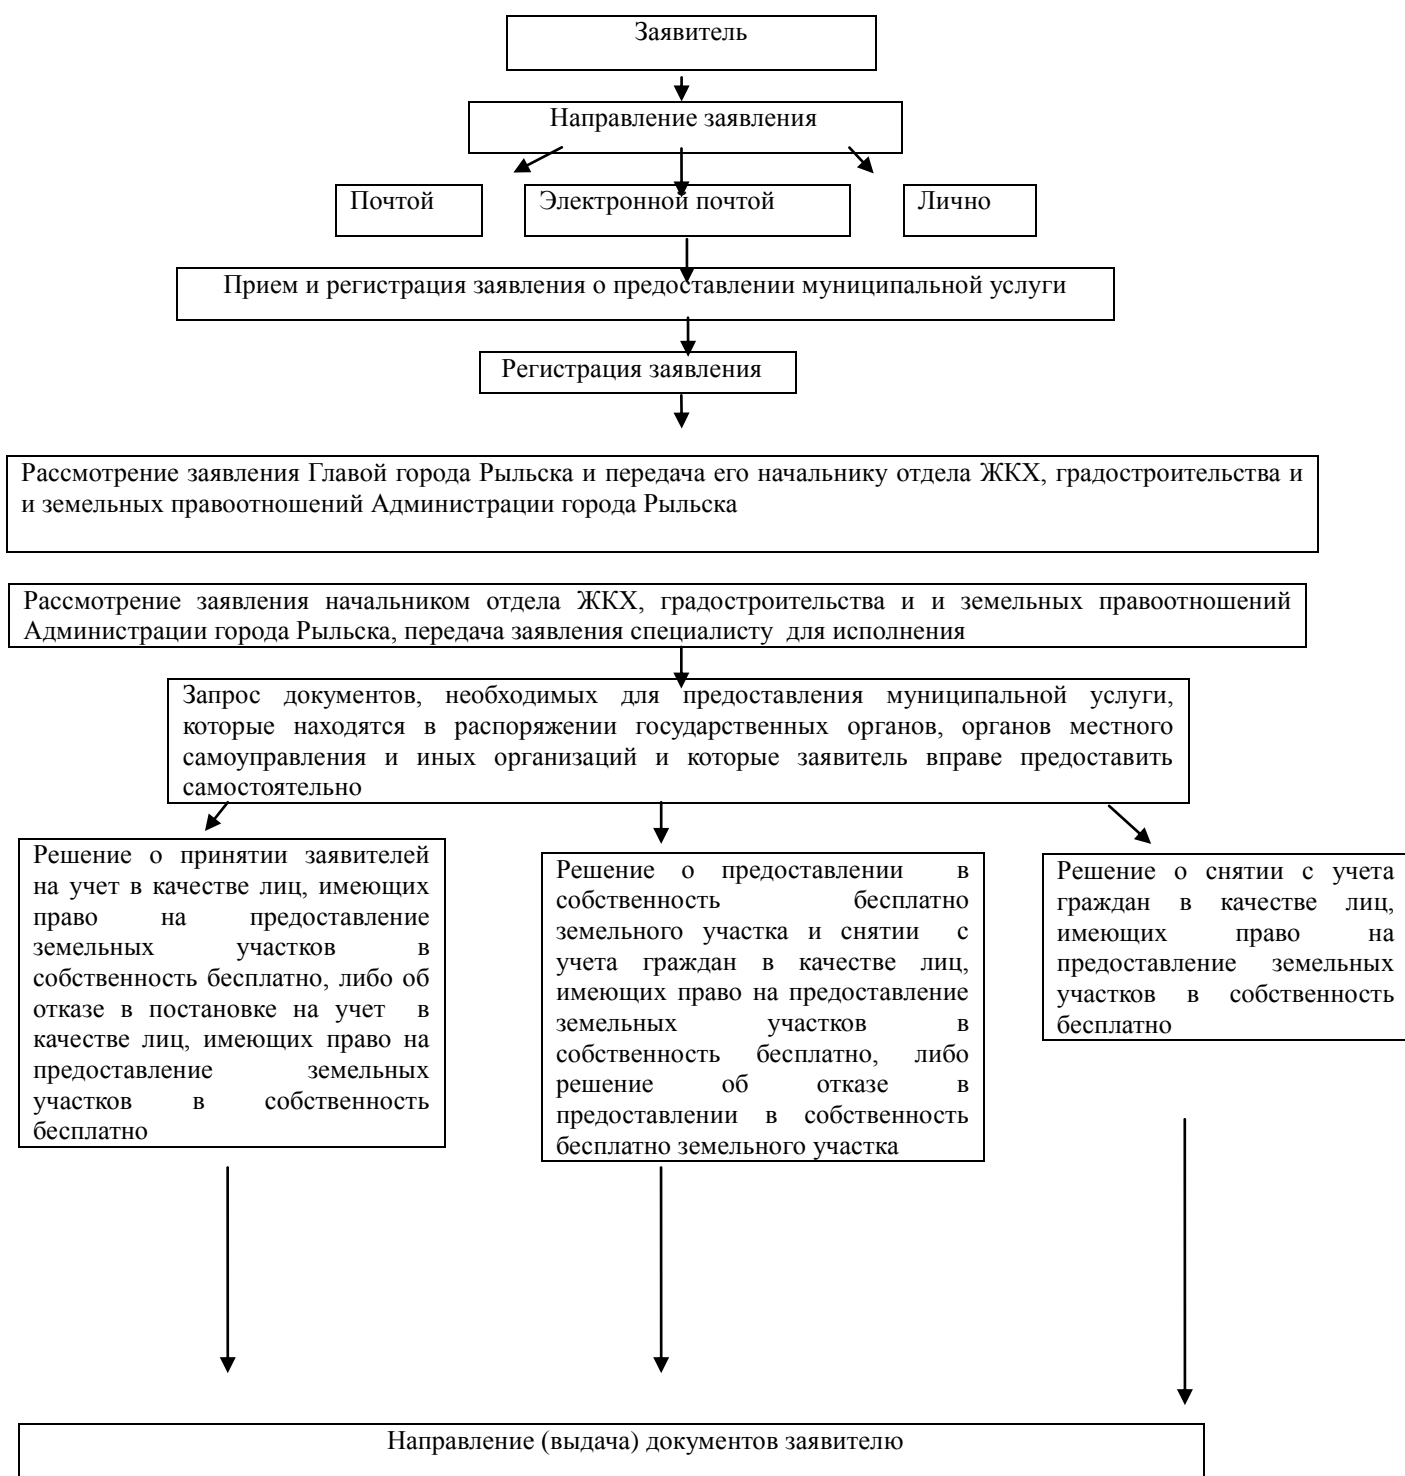 Заявитель
Направление заявления
Почтой
Электронной почтой
Лично
Прием и регистрация заявления о предоставлении муниципальной услуги
Регистрация заявления
Рассмотрение заявления Главой города Рыльска и передача его начальнику отдела ЖКХ, градостроительства и
и земельных правоотношений Администрации города Рыльска
Рассмотрение заявления начальником отдела ЖКХ, градостроительства и и земельных правоотношений
Администрации города Рыльска, передача заявления специалисту для исполнения
Запрос документов, необходимых для предоставления муниципальной услуги,
которые находятся в распоряжении государственных органов, органов местного
самоуправления и иных организаций и которые заявитель вправе предоставить
самостоятельно
Решение о принятии заявителей
на учет в качестве лиц, имеющих
право на предоставление
земельных участков в
собственность бесплатно, либо об
отказе в постановке на учет в
качестве лиц, имеющих право на
предоставление земельных
участков в собственность
бесплатно
Решение о предоставлении в
собственность бесплатно
земельного участка и снятии с
учета граждан в качестве лиц,
имеющих право на предоставление
земельных участков в
собственность бесплатно, либо
решение об отказе в
предоставлении в собственность
бесплатно земельного участка
Решение о снятии с учета
граждан в качестве лиц,
имеющих право на
предоставление земельных
участков в собственность
бесплатно
Направление (выдача) документов заявителю